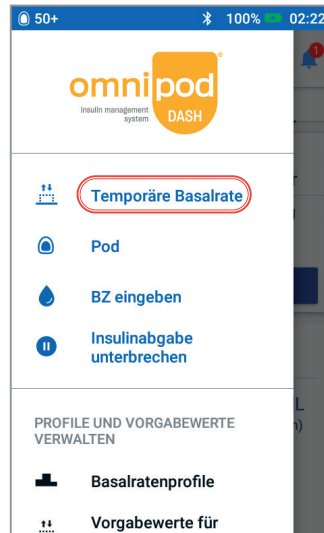 50+ 100% 02:22
1
omnipod®
insulin management
system
DASH
Temporäre Basalrate
Pod
BZ eingeben
Insulinabgabe
unterbrechen
L
)
PROFILE UND VORGABEWERTE
VERWALTEN
Basalratenprofile
Vorgabewerte für